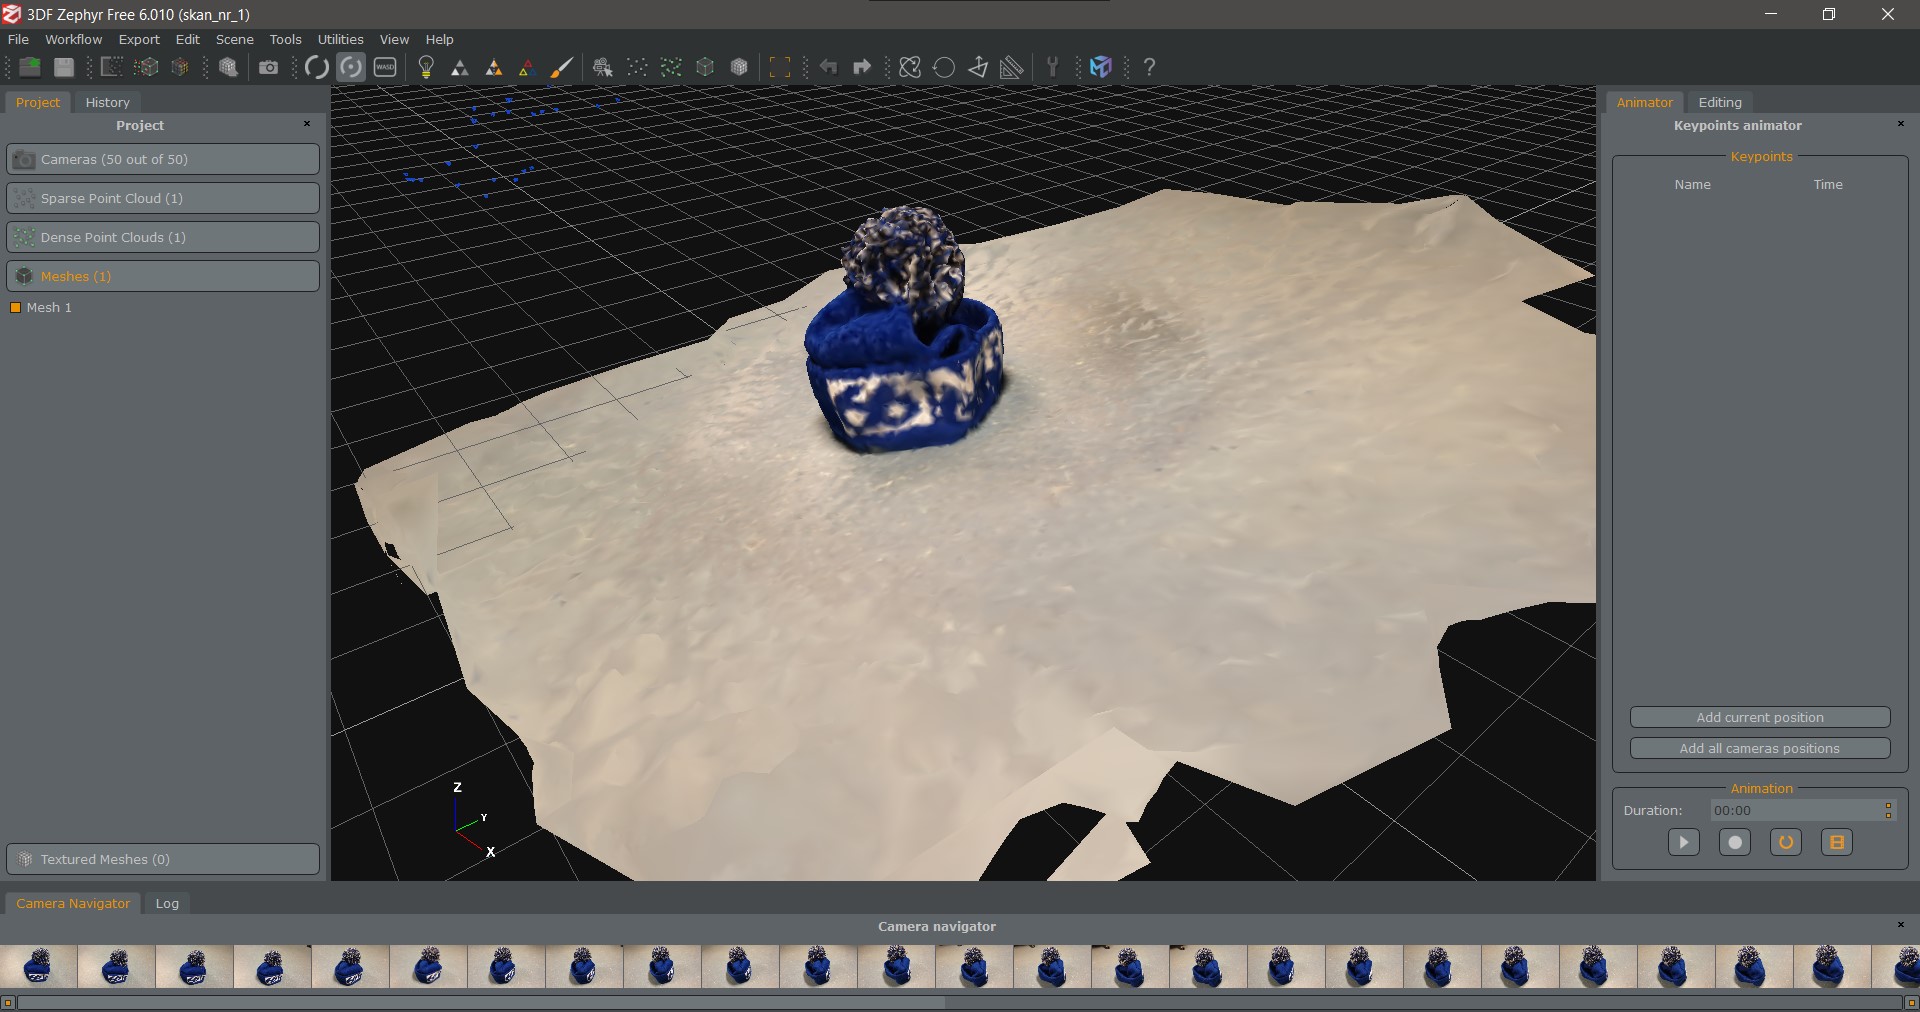 3DF Zephyr Free 6.010 (skan_nr_1)
File Workflow Export Edit Scene Tools Utilities View Help
WASD
Project History
Project
Cameras (50 out of 50)
Sparse Point Cloud (1)
Dense Point Clouds (1)
Meshes (1)
Mesh 1
Textured Meshes (0)
Z
Y
X
Animator Editing
Keypoints animator
Keypoints
Name Time
Add current position
Add all cameras positions
Animation
Duration: 00:00
Camera Navigator Log
Camera navigator